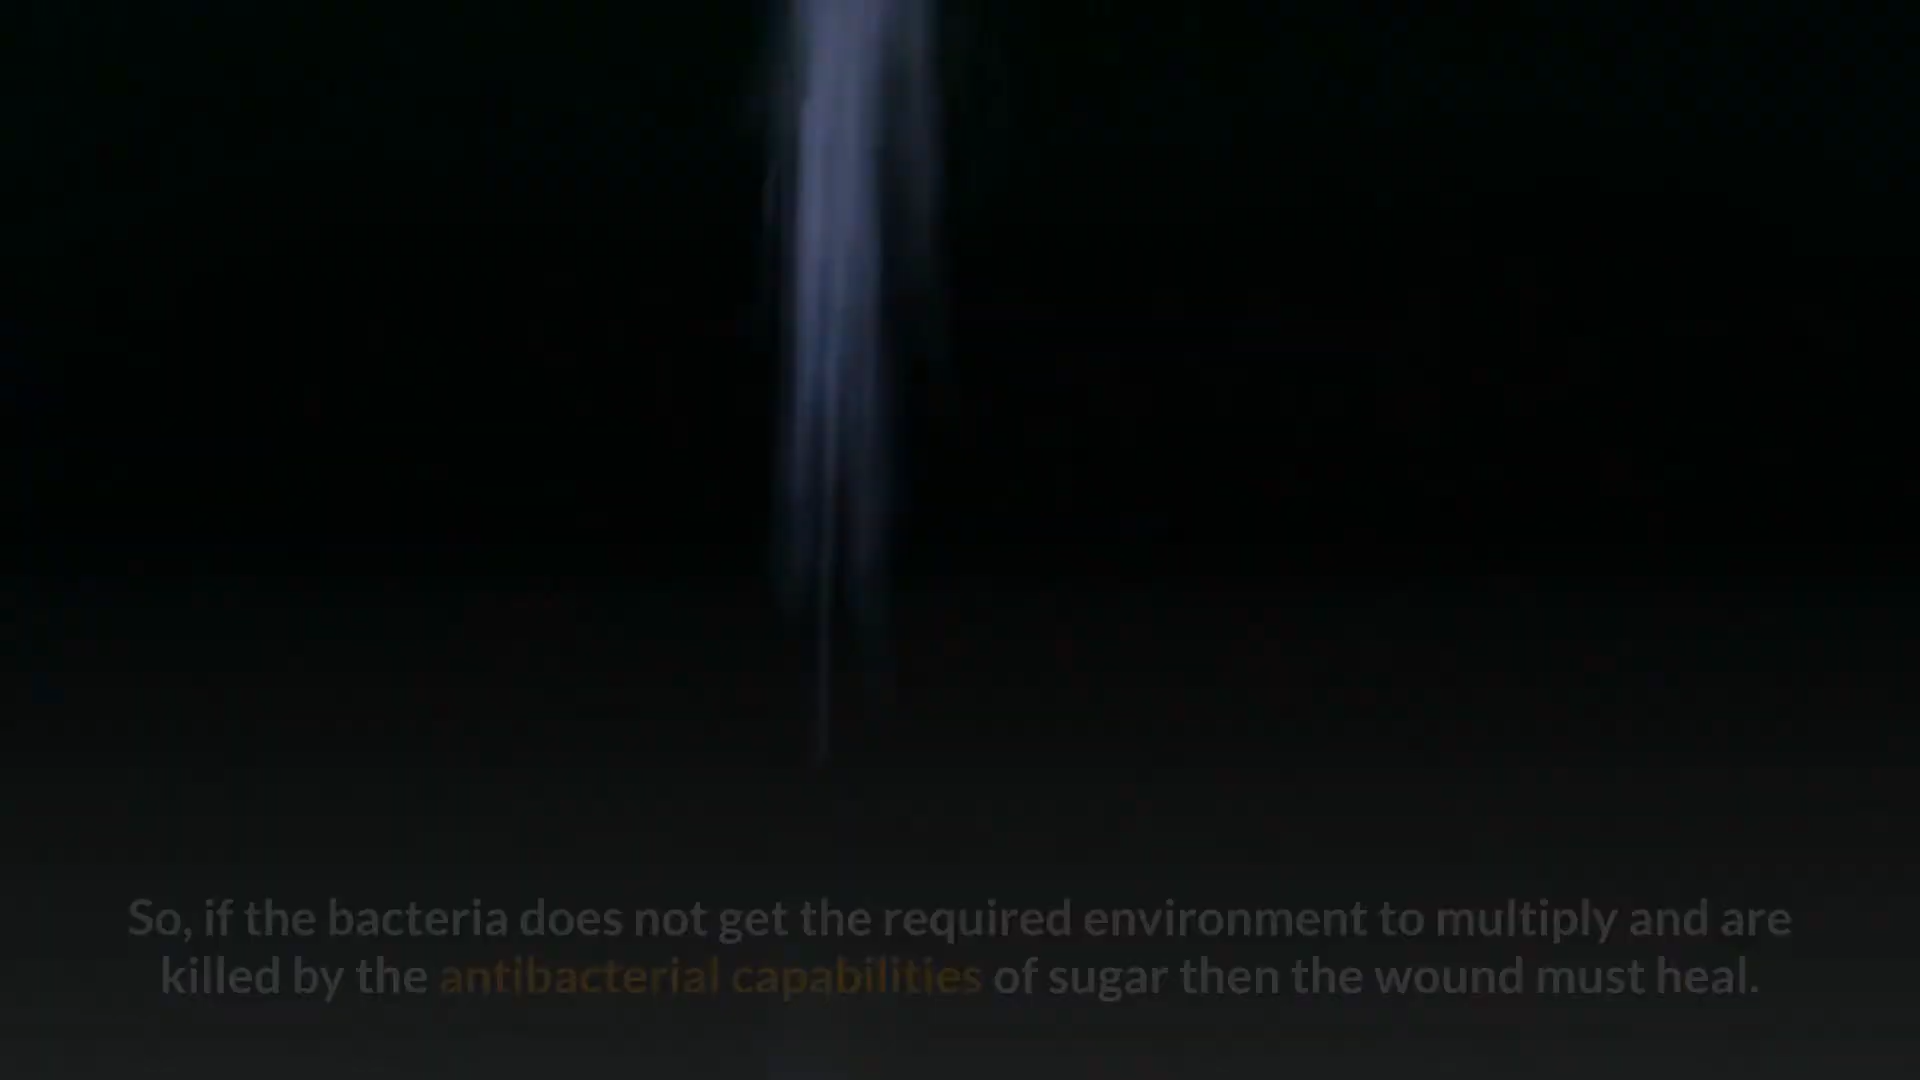 So, if the bacteria does not get the required environment to multiply and are
killed by the antibacterial capabilities of sugar then the wound must heal.